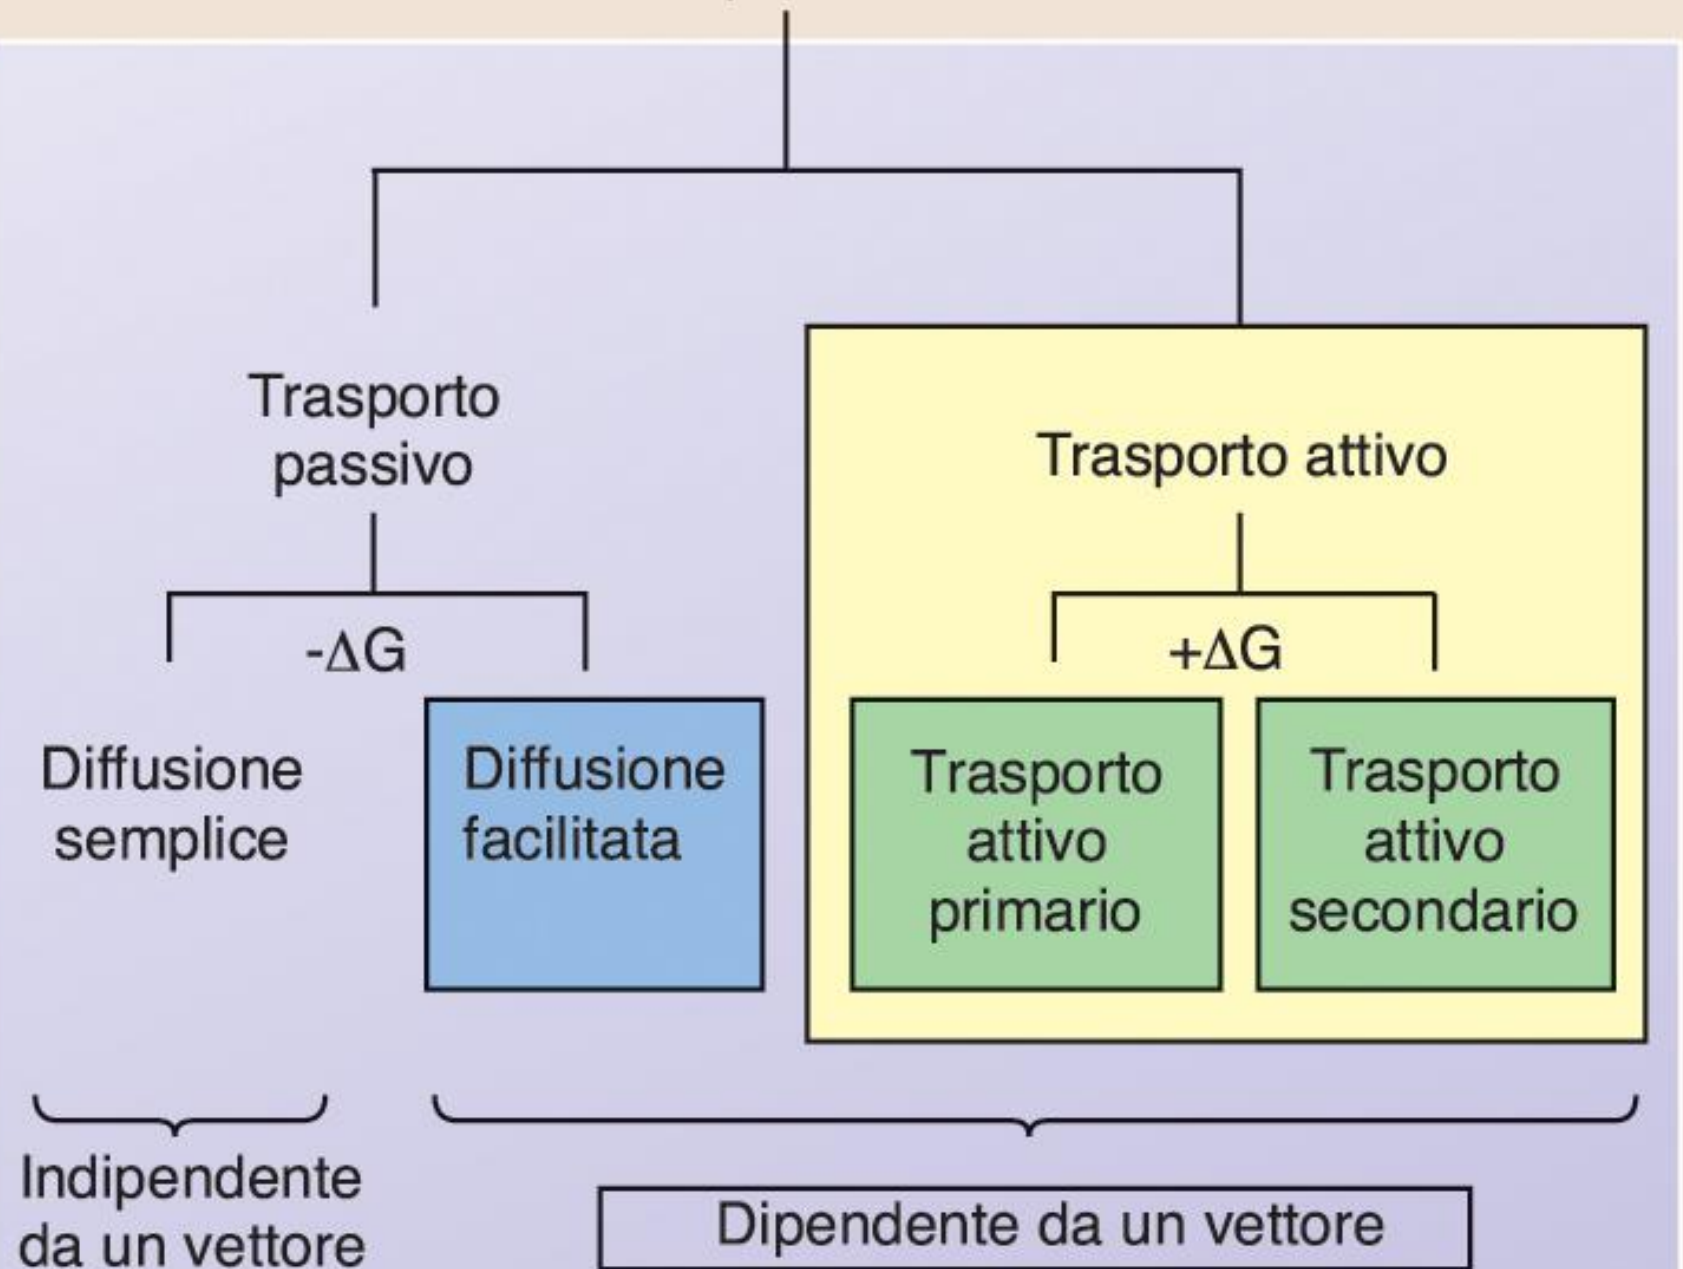 Trasporto
passivo
Trasporto attivo
-ΔG
+ΔG
Diffusione
semplice
Diffusione
facilitata
Trasporto
attivo
primario
Trasporto
attivo
secondario
Indipendente
da un vettore
Dipendente da un vettore